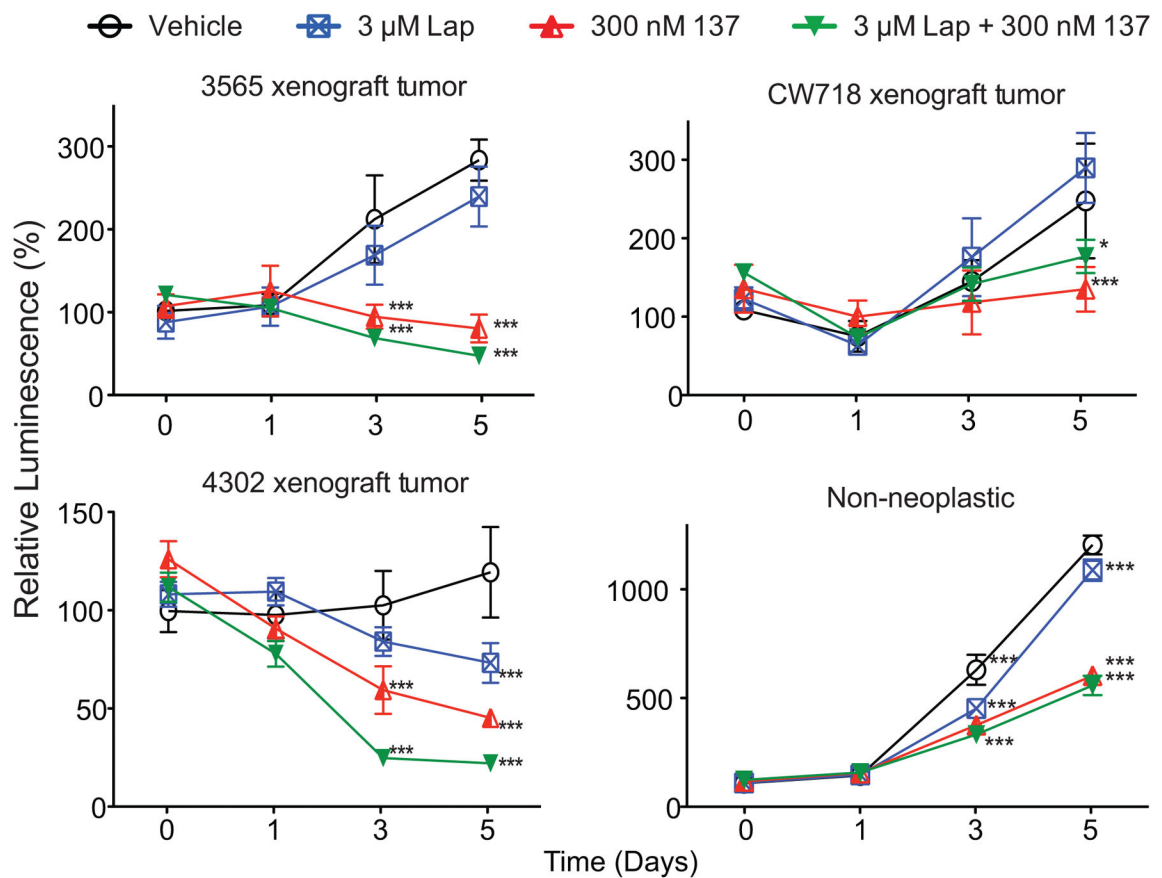 Vehicle 3 µM Lap 300 nM 137 3 µM Lap + 300 nM 137
Relative Luminescence (%)
3565 xenograft tumor
300
200
100
0
*** ***
*** ***
0 1 3 5
CW718 xenograft tumor
300
200
100
0
*
***
0 1 3 5
4302 xenograft tumor
150
100
50
0
***
*** ***
*** ***
0 1 3 5
Non-neoplastic
1000
500
0
***
*** ***
*** ***
***
0 1 3 5
Time (Days)